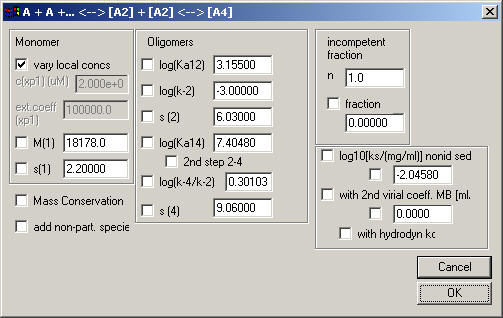 A + A +... <--> [A2] + [A2] <--> [A4]
Monomer
vary local concs
c(xp1) (uM) 2.000e+0
ext.coeff (xp1) 100000.0
M(1) 18178.0
s(1) 2.20000
Mass Conservation
add non-part. specie
Oligomers
log(Ka12) 3.15500
log(k-2) -3.00000
s (2) 6.03000
log(Ka14) 7.40480
2nd step 2-4
log(k-4/k-2) 0.30103
s (4) 9.06000
incompetent
fraction
n 1.0
fraction
0.00000
log10[ks/(mg/ml)] nonid sed
-2.04580
with 2nd virial coeff. MB [ml.
0.0000
with hydrodyn kc
Cancel
OK